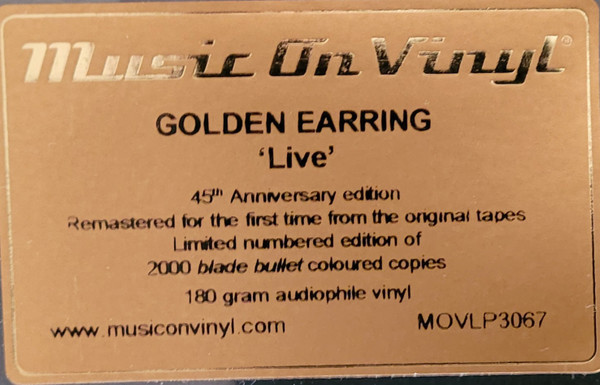 Music On Vinyl®
GOLDEN EARRING
‘Live’
45th Anniversary edition
Remastered for the first time from the original tapes
Limited numbered edition of
2000 blade bullet coloured copies
180 gram audiophile vinyl
www.musiconvinyl.com MOVLP3067